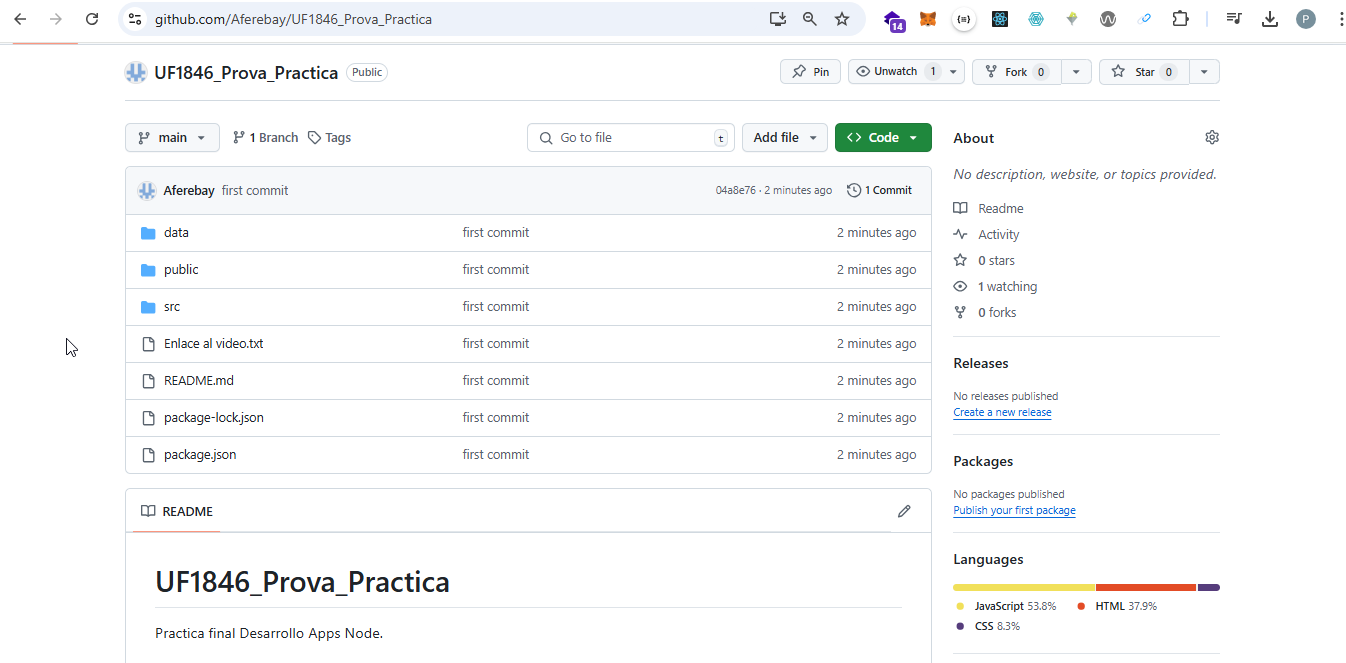 github.com/Aferebay/UF1846_Prova_Practica
14
P
UF1846_Prova_Practica Public
Pin
Unwatch 1
Fork 0
Star 0
main
1 Branch
Tags
Go to file t
Add file
Code
Aferebay first commit 04a8e76 · 2 minutes ago 1 Commit
data first commit 2 minutes ago
public first commit 2 minutes ago
src first commit 2 minutes ago
Enlace al video.txt first commit 2 minutes ago
README.md first commit 2 minutes ago
package-lock.json first commit 2 minutes ago
package.json first commit 2 minutes ago
README
UF1846_Prova_Practica
Practica final Desarrollo Apps Node.
About
No description, website, or topics provided.
Readme
Activity
0 stars
1 watching
0 forks
Releases
No releases published
Create a new release
Packages
No packages published
Publish your first package
Languages
JavaScript 53.8% HTML 37.9%
CSS 8.3%